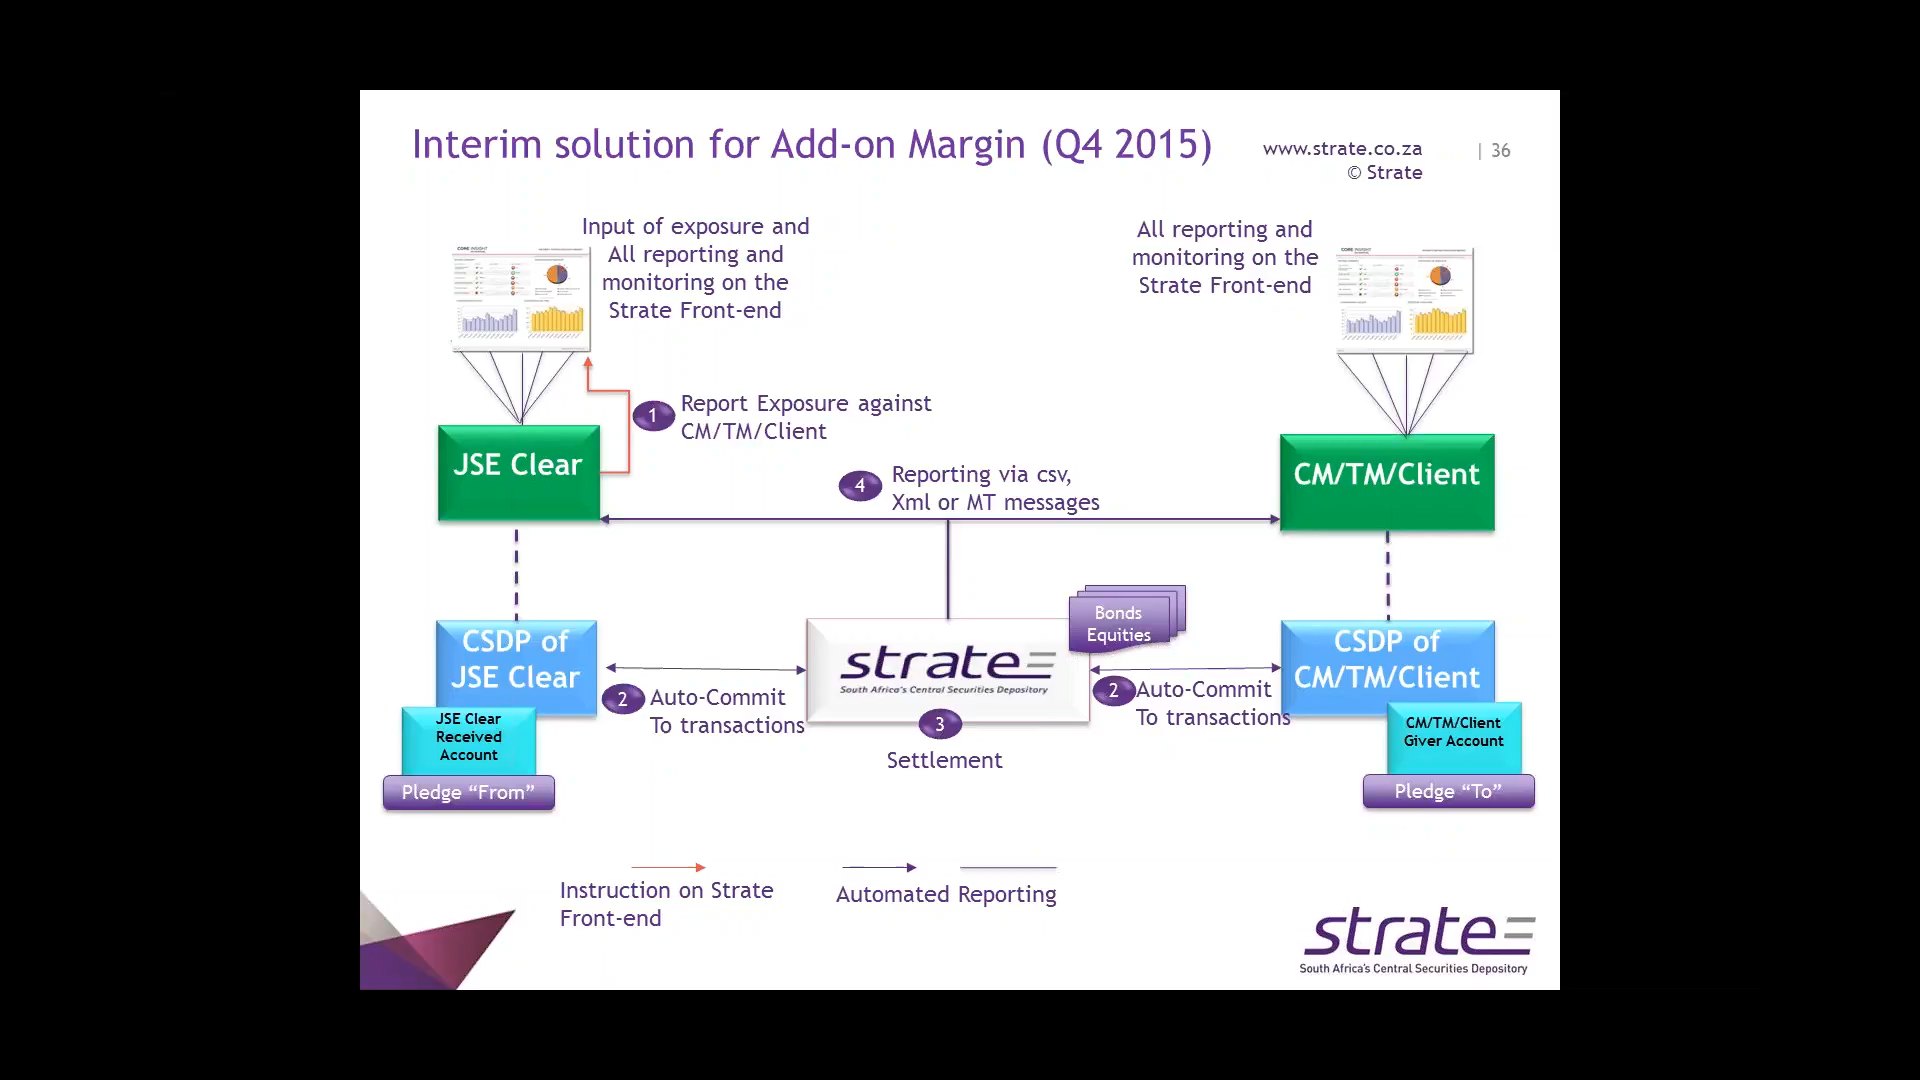 Interim solution for Add-on Margin (Q4 2015)
www.strate.co.za
© Strate
| 36
Input of exposure and
All reporting and
monitoring on the
Strate Front-end
All reporting and
monitoring on the
Strate Front-end
CORE INSIGHT
CORE INSIGHT
1
Report Exposure against
CM/TM/Client
JSE Clear
CM/TM/Client
4
Reporting via csv,
Xml or MT messages
Bonds
Equities
CSDP of
JSE Clear
strate
South Africa's Central Securities Depository
CSDP of
CM/TM/Client
2
Auto-Commit
To transactions
2
Auto-Commit
To transactions
3
Settlement
JSE Clear
Received
Account
Pledge “From”
CM/TM/Client
Giver Account
Pledge “To”
Instruction on Strate
Front-end
Automated Reporting
strate
South Africa's Central Securities Depository